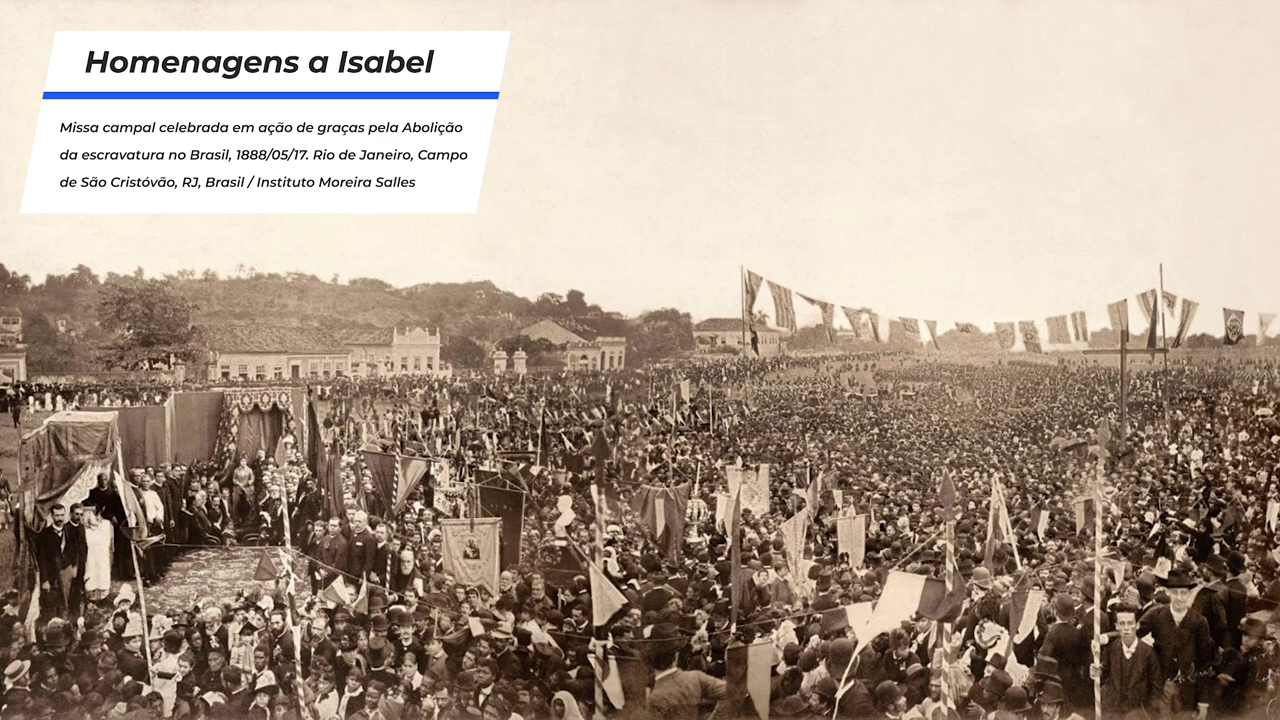 Homenagens a Isabel
Missa campal celebrada em ação de graças pela Abolição
da escravatura no Brasil, 1888/05/17. Rio de Janeiro, Campo
de São Cristóvão, RJ, Brasil / Instituto Moreira Salles